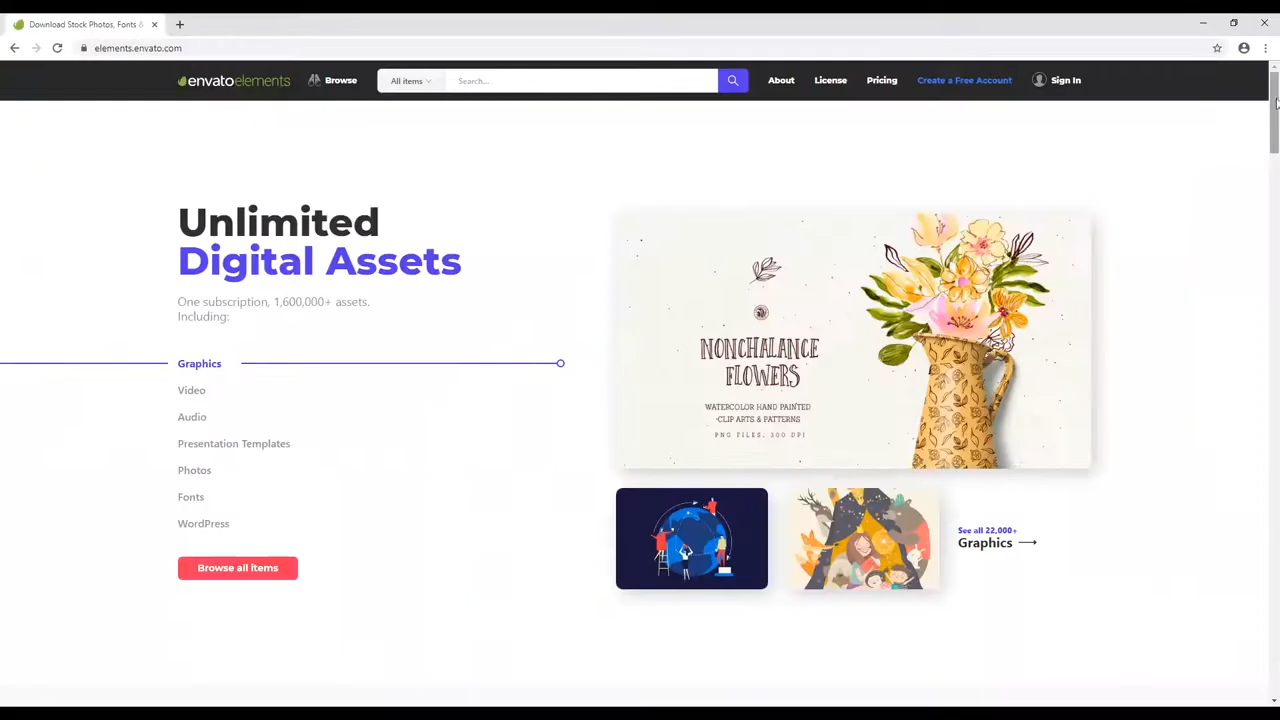 Download Stock Photos, Fonts &
elements.envato.com
envatoelements
Browse
All items
Search...
About
License
Pricing
Create a Free Account
Sign In
Unlimited
Digital Assets
One subscription, 1,600,000+ assets.
Including:
Graphics
Video
Audio
Presentation Templates
Photos
Fonts
WordPress
Browse all items
NONCHALANCE
FLOWERS
WATERCOLOR HAND PAINTED
·CLIP ARTS & PATTERNS
PNG FILES, 300 DPI
See all 22,000+
Graphics